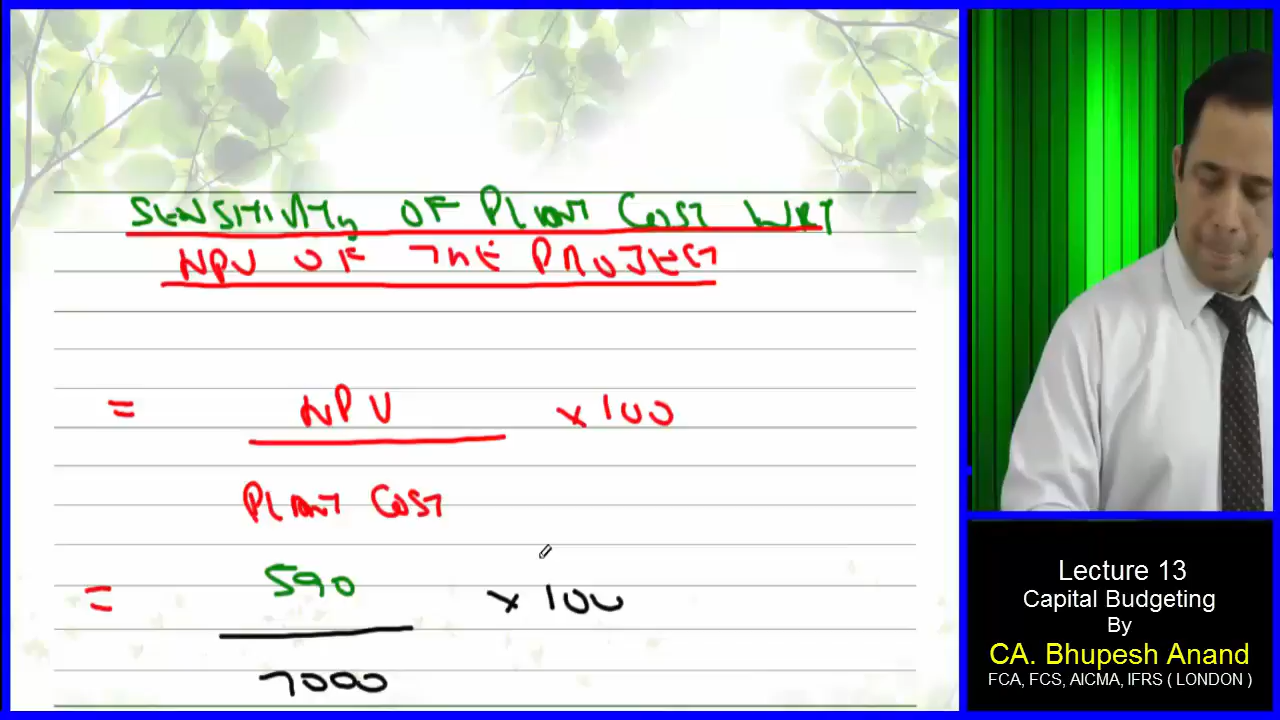 SENSITIVITY OF PLANT COST WRT
NPV OF THE PROJECT
= NPV × 100
PLANT COST
= 590 × 100
7000
Lecture 13
Capital Budgeting
By
CA. Bhupesh Anand
FCA, FCS, AICMA, IFRS ( LONDON )